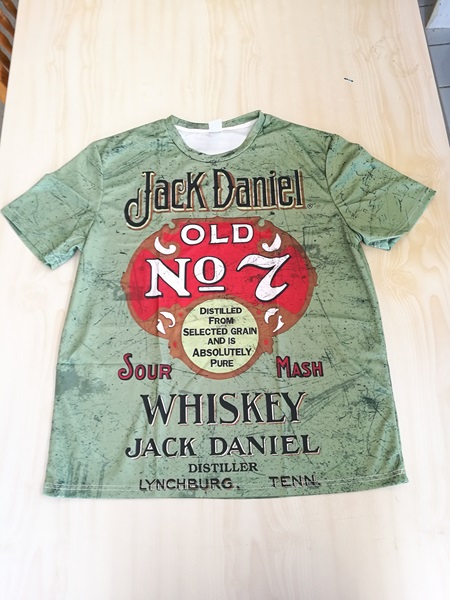 Jack Daniel
OLD
No 7
DISTILLED
FROM
SELECTED GRAIN
AND IS
ABSOLUTELY
PURE
SOUR MASH
WHISKEY
JACK DANIEL
DISTILLER
LYNCHBURG. TENN.